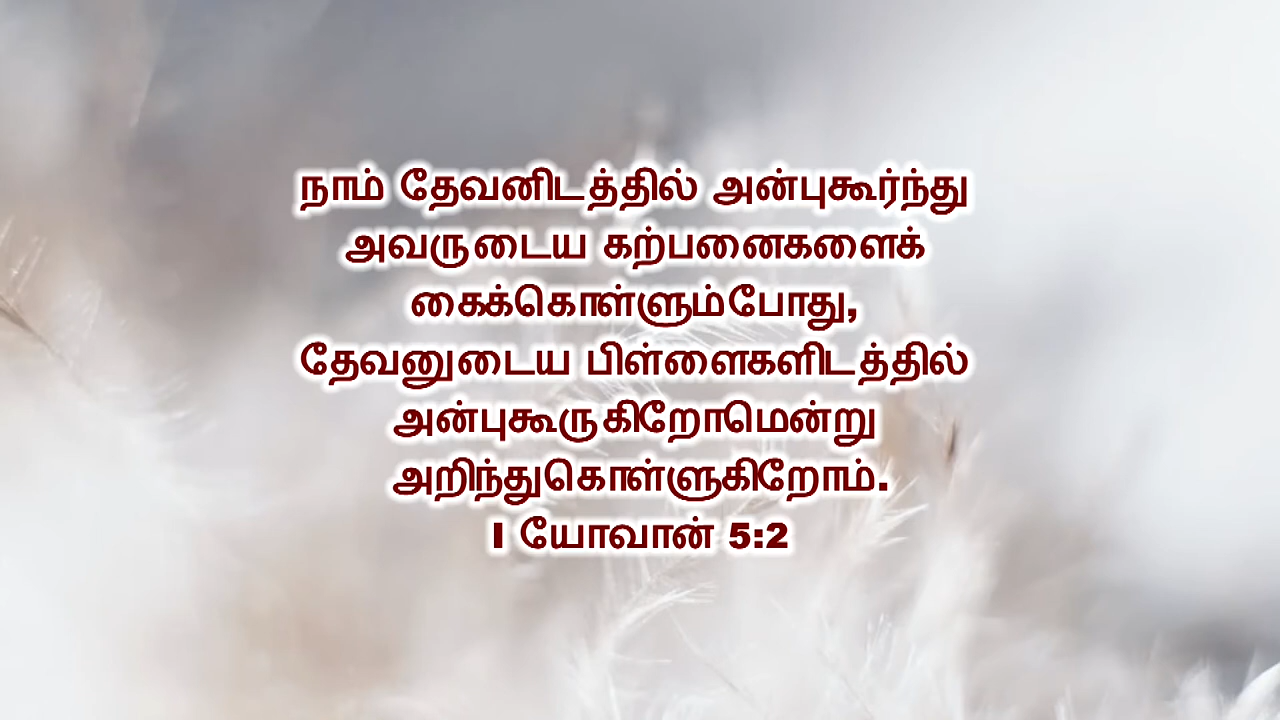 நாம் தேவனிடத்தில் அன்புகூர்ந்து
அவருடைய கற்பனைகளைக்
கைக்கொள்ளும்போது,
தேவனுடைய பிள்ளைகளிடத்தில்
அன்புகூருகிறோமென்று
அறிந்துகொள்ளுகிறோம்.
I யோவான் 5:2